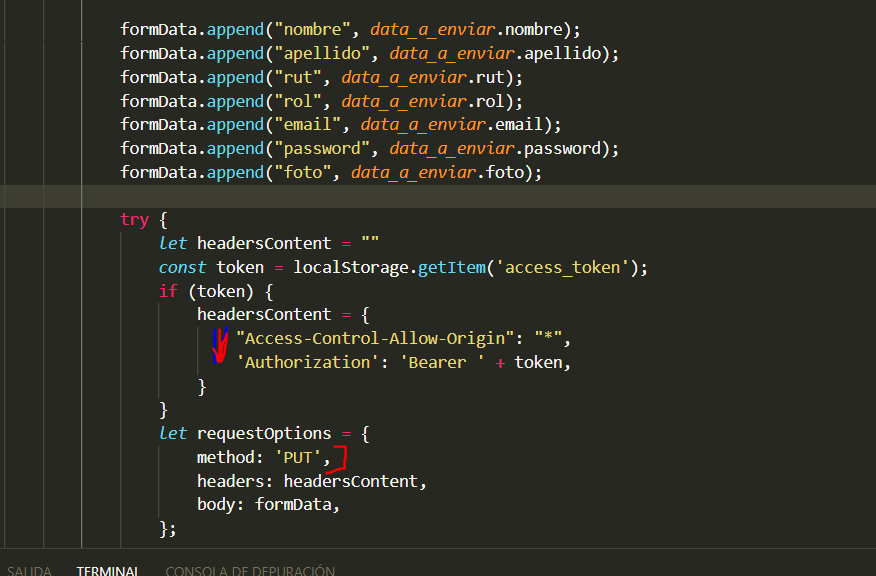 formData.append("nombre", data_a_enviar.nombre);
formData.append("apellido", data_a_enviar.apellido);
formData.append("rut", data_a_enviar.rut);
formData.append("rol", data_a_enviar.rol);
formData.append("email", data_a_enviar.email);
formData.append("password", data_a_enviar.password);
formData.append("foto", data_a_enviar.foto);
try {
let headersContent = ""
const token = localStorage.getItem('access_token');
if (token) {
headersContent = {
"Access-Control-Allow-Origin": "*",
'Authorization': 'Bearer ' + token,
}
}
let requestOptions = {
method: 'PUT',
headers: headersContent,
body: formData,
};
SALIDA TERMINAL CONSOLA DE DEPURACIÓN